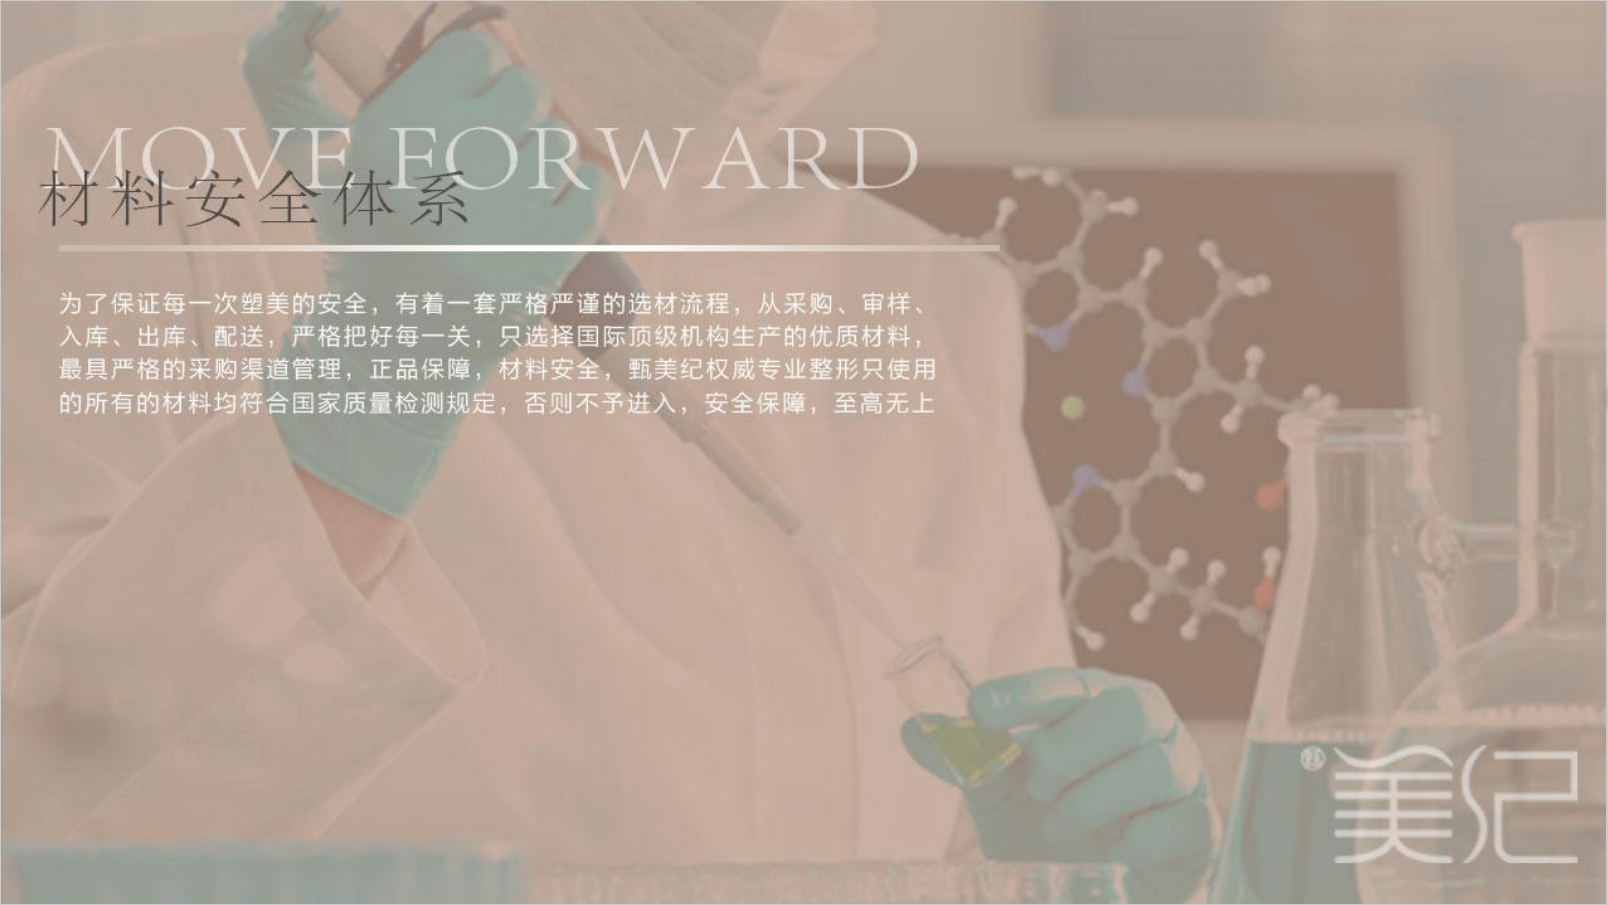 MOVE FORWARD
材料安全体系
为了保证每一次塑美的安全，有着一套严格严谨的选材流程，从采购、审样、
入库、出库、配送，严格把好每一关，只选择国际顶级机构生产的优质材料，
最具严格的采购渠道管理，正品保障，材料安全，甄美纪权威专业整形只使用
的所有的材料均符合国家质量检测规定，否则不予进入，安全保障，至高无上
美纪